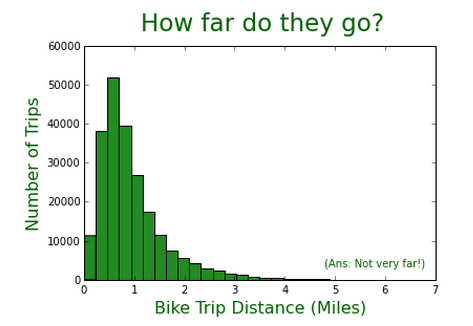 How far do they go?
60000
50000
40000
30000
20000
10000
0
Number of Trips
(Ans: Not very far!)
0 1 2 3 4 5 6 7
Bike Trip Distance (Miles)